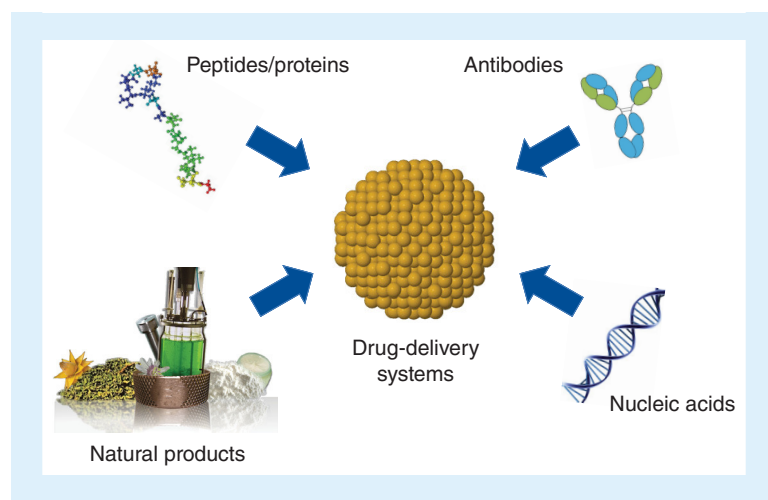 Peptides/proteins
Antibodies
Drug-delivery
systems
Nucleic acids
Natural products